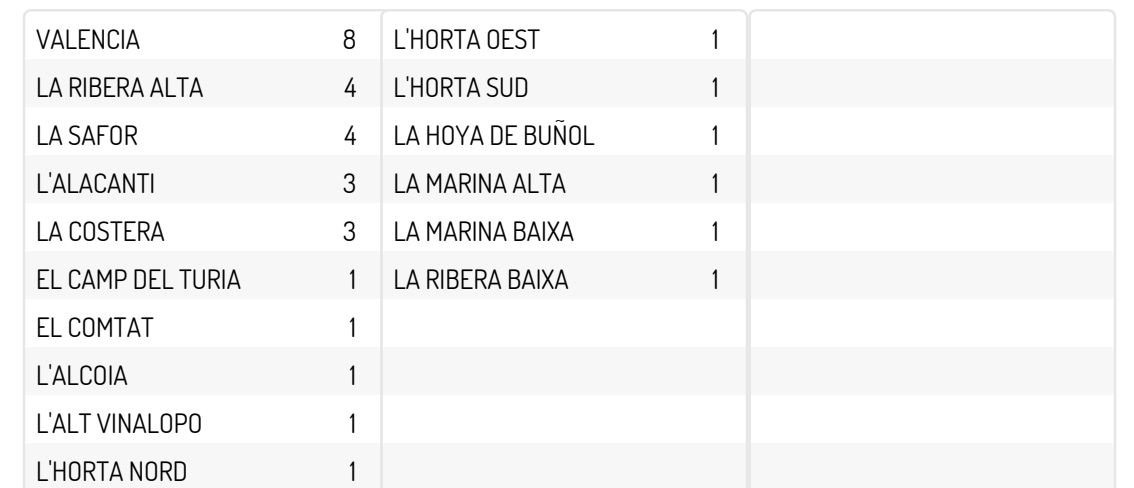 VALENCIA 8
LA RIBERA ALTA 4
LA SAFOR 4
L'ALACANTI 3
LA COSTERA 3
EL CAMP DEL TURIA 1
EL COMTAT 1
L'ALCOIA 1
L'ALT VINALOPO 1
L'HORTA NORD 1
L'HORTA OEST 1
L'HORTA SUD 1
LA HOYA DE BUÑOL 1
LA MARINA ALTA 1
LA MARINA BAIXA 1
LA RIBERA BAIXA 1